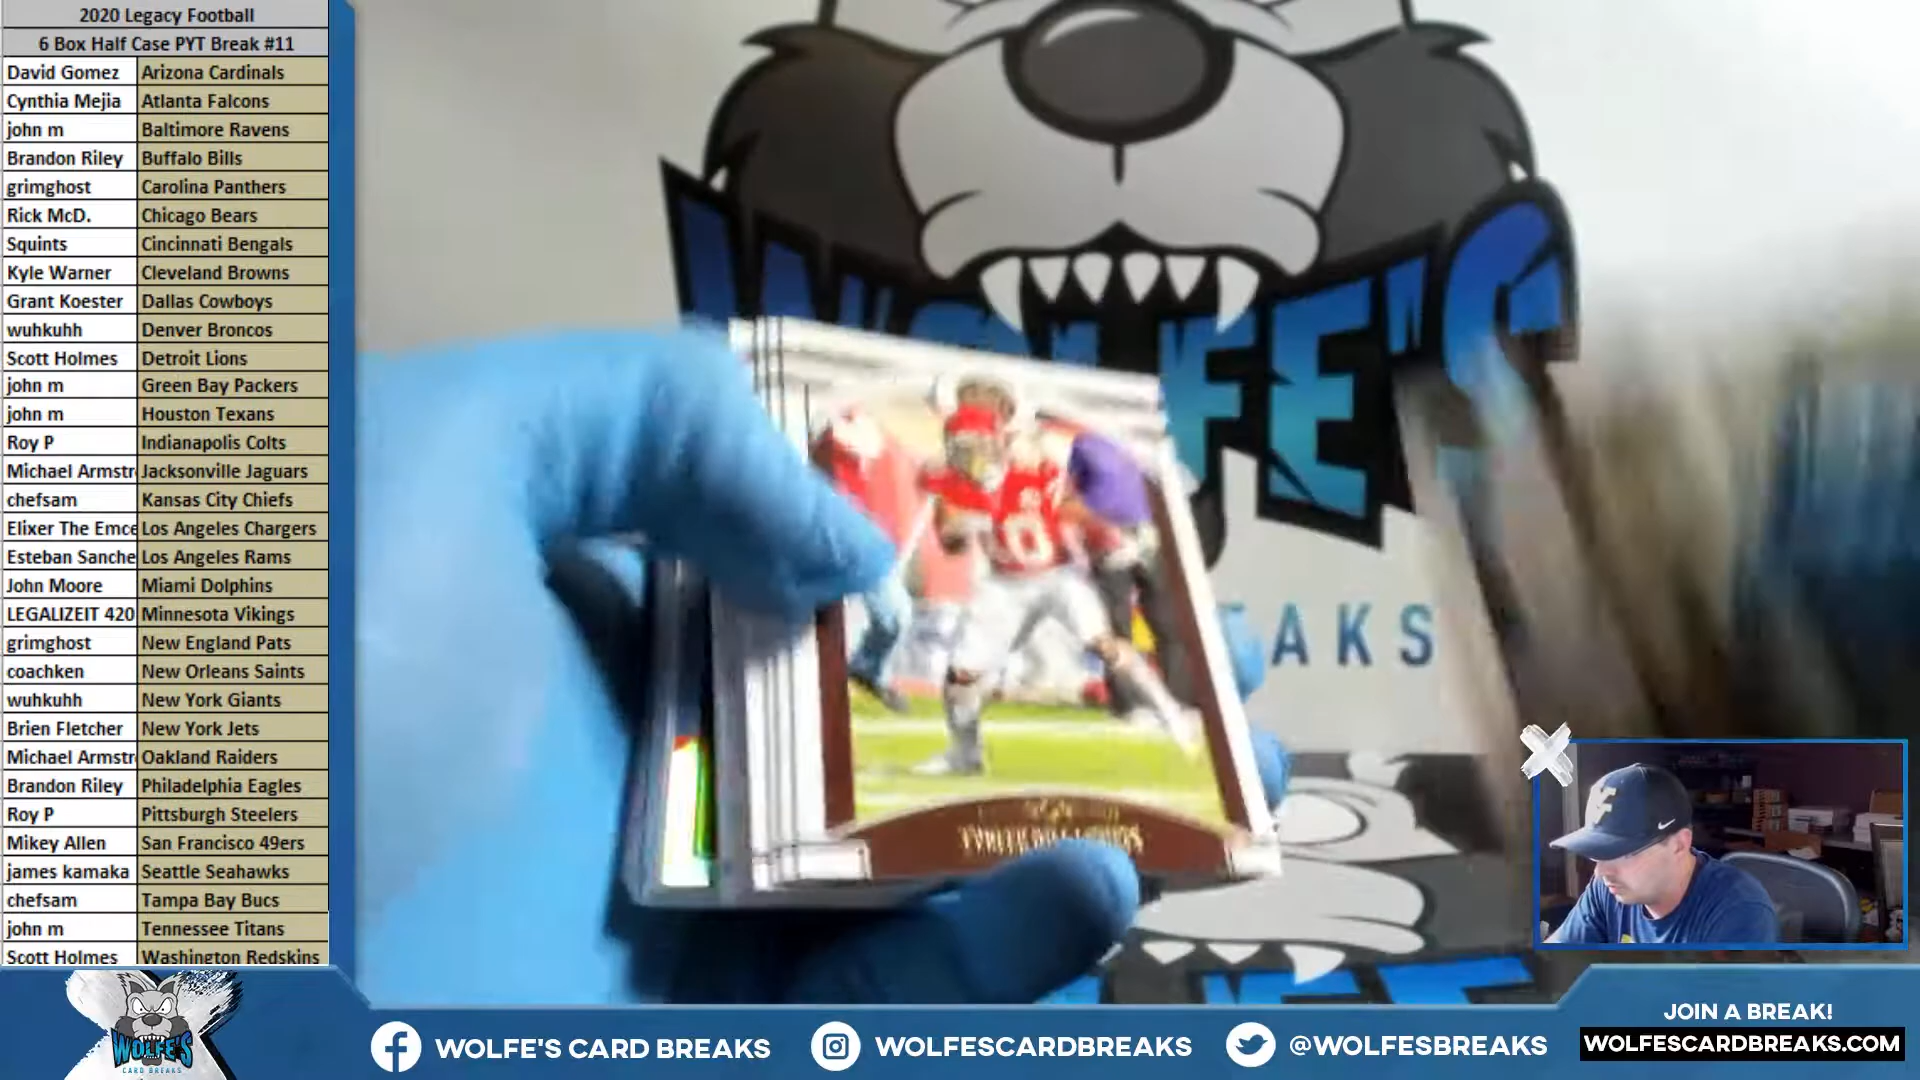 2020 Legacy Football
6 Box Half Case PYT Break #11
David Gomez Arizona Cardinals
Cynthia Mejia Atlanta Falcons
john m Baltimore Ravens
Brandon Riley Buffalo Bills
grimghost Carolina Panthers
Rick McD. Chicago Bears
Squints Cincinnati Bengals
Kyle Warner Cleveland Browns
Grant Koester Dallas Cowboys
wuhkuhh Denver Broncos
Scott Holmes Detroit Lions
john m Green Bay Packers
john m Houston Texans
Roy P Indianapolis Colts
Michael Armstr Jacksonville Jaguars
chefsam Kansas City Chiefs
Elixer The Emce Los Angeles Chargers
Esteban Sanche Los Angeles Rams
John Moore Miami Dolphins
LEGALIZEIT 420 Minnesota Vikings
grimghost New England Pats
coachken New Orleans Saints
wuhkuhh New York Giants
Brien Fletcher New York Jets
Michael Armstr Oakland Raiders
Brandon Riley Philadelphia Eagles
Roy P Pittsburgh Steelers
Mikey Allen San Francisco 49ers
james kamaka Seattle Seahawks
chefsam Tampa Bay Bucs
john m Tennessee Titans
Scott Holmes Washington Redskins
WOLFE'S
EAKS
WOLFE'S
CARD BREAKS
WOLFE'S CARD BREAKS
WOLFESCARDBREAKS
@WOLFESBREAKS
JOIN A BREAK!
WOLFESCARDBREAKS.COM